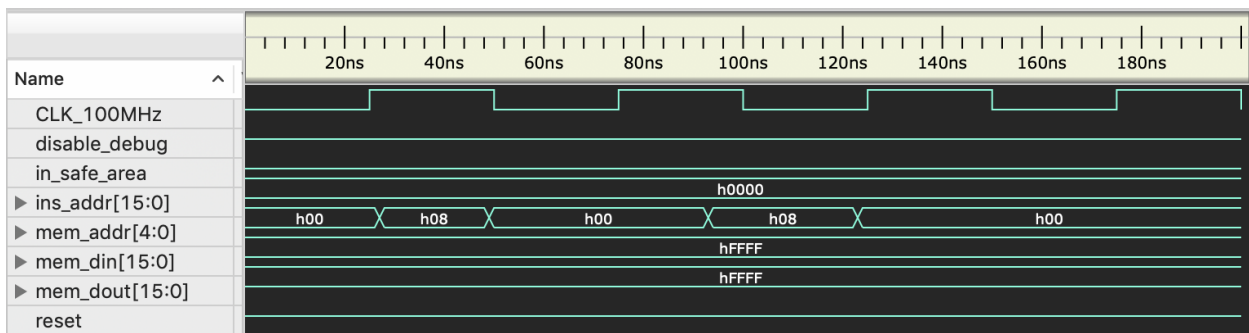 20ns 40ns 60ns 80ns 100ns 120ns 140ns 160ns 180ns
Name
CLK_100MHz
disable_debug
in_safe_area
h0000
ins_addr[15:0]
h00 h08 h00 h08 h00
mem_addr[4:0]
hFFFF
mem_din[15:0]
hFFFF
mem_dout[15:0]
reset